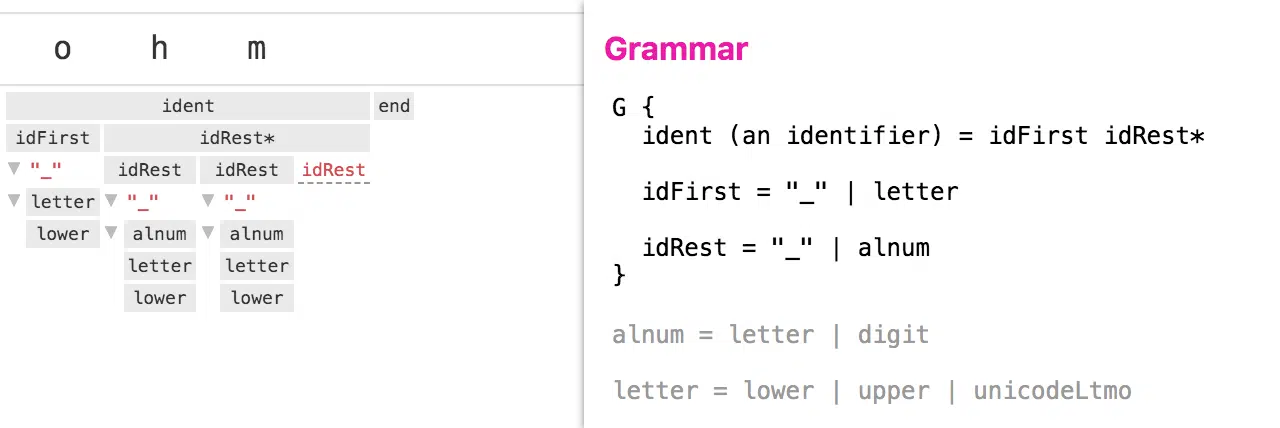 o h m
ident end
idFirst idRest*
"_" idRest idRest idRest
letter "_" "_"
lower alnum alnum
letter letter
lower lower
Grammar
G {
ident (an identifier) = idFirst idRest*
idFirst = "_" | letter
idRest = "_" | alnum
}
alnum = letter | digit
letter = lower | upper | unicodeLtmo